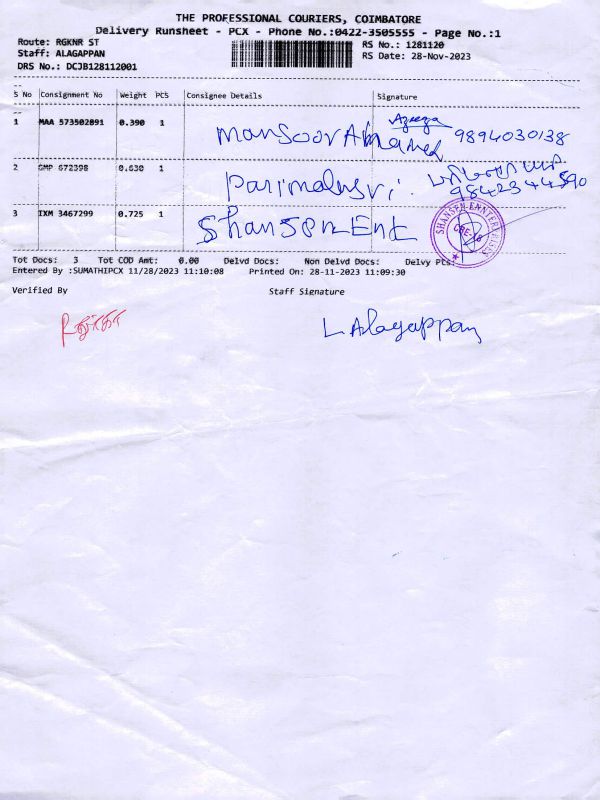 THE PROFESSIONAL COURIERS, COIMBATORE
Delivery Runsheet - PCX - Phone No.:0422-3505555 - Page No.:1
Route: RGKNR ST
RS No.: 1281120
Staff: ALAGAPPAN
RS Date: 28-Nov-2023
DRS No.: DCJB128112001
S No Consignment No Weight PCS Consignee Details Signature
1 MAA 573502891 0.390 1 Mansoor Ahamed 9894030138
2 GMP 672398 0.630 1 Parimalasri. 9842344590
3 IXM 3467299 0.725 1 Shansen Ent
SHANSEN ENTERPRISES
Tot Docs: 3 Tot COD Amt: 0.00 Delvd Docs: Non Delvd Docs: Delvy Pts:
Entered By :SUMATHIPCX 11/28/2023 11:10:08 Printed On: 28-11-2023 11:09:30
Verified By Staff Signature
L Alagappan